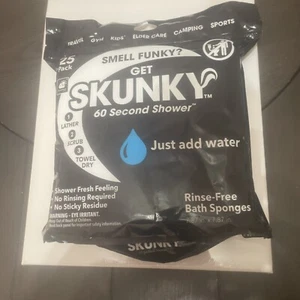 TRAVEL GYM KIDS ELDER CARE CAMPING SPORTS
25
Pack
SMELL FUNKY?
GET
SKUNKY™
60 Second Shower™
1
LATHER
2
SCRUB
3
TOWEL
DRY
Just add water
•Shower Fresh Feeling
•No Rinsing Required
•No Sticky Residue
WARNING - EYE IRRITANT.
Rinse-Free
Bath Sponges
SKUNKY